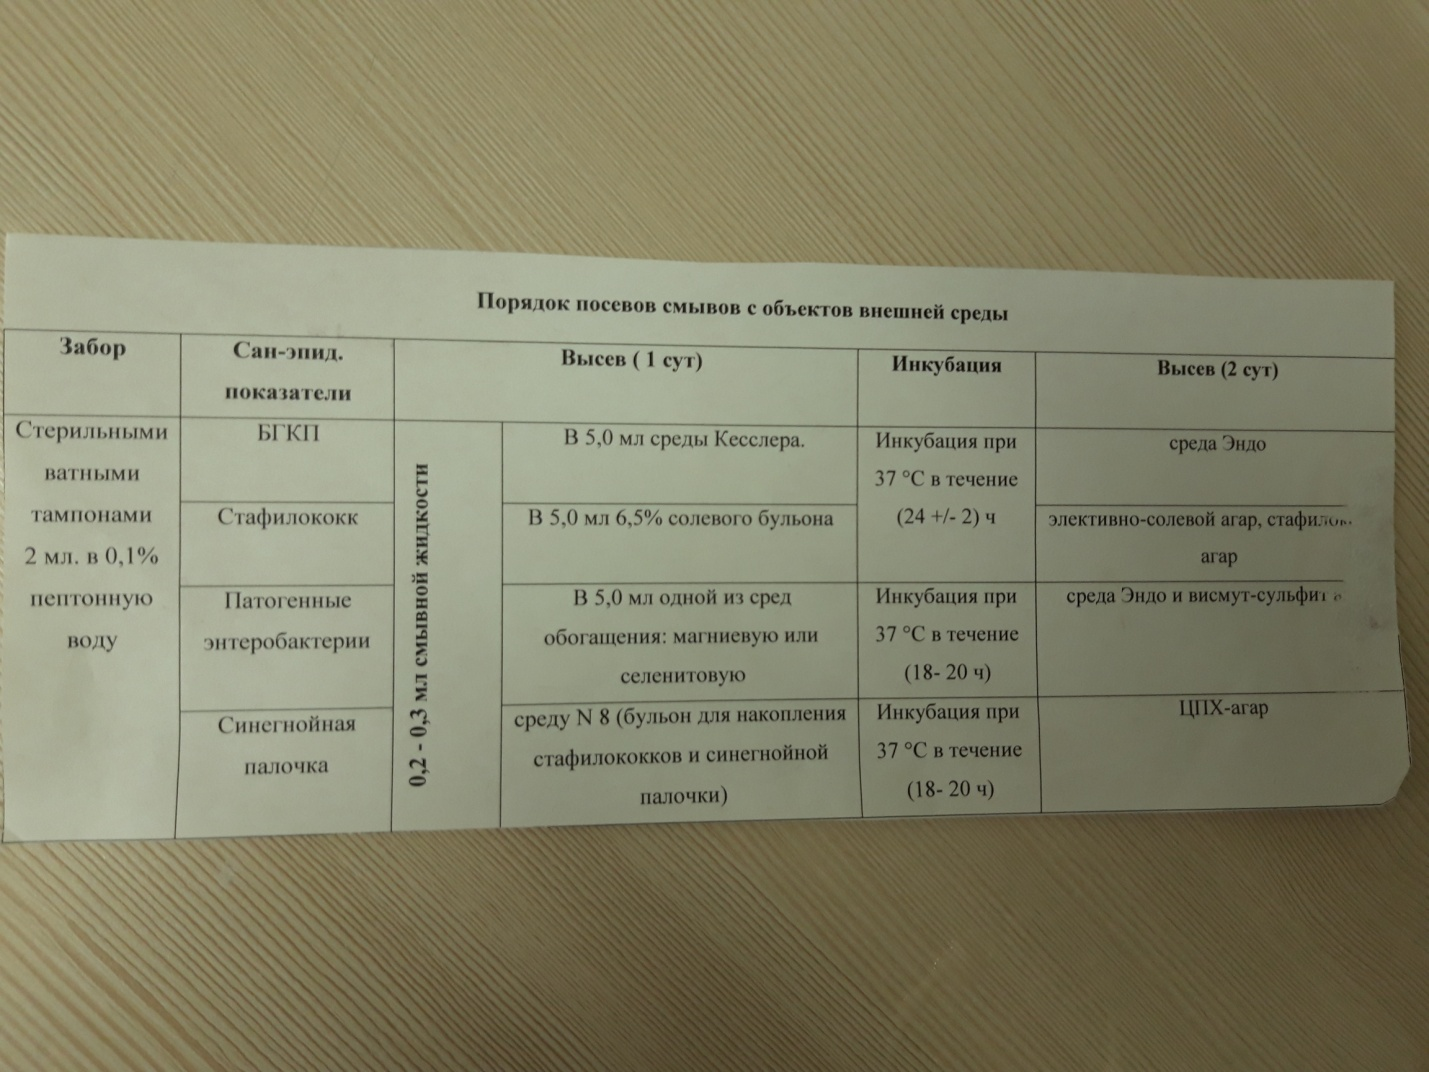 Порядок посевов смывов с объектов внешней среды
Забор
Сан-эпид.
показатели
Высев ( 1 сут)
Инкубация
Высев (2 сут)
Стерильными
ватными
тампонами
2 мл. в 0,1%
пептонную
воду
0,2 - 0,3 мл смывной жидкости
БГКП
В 5,0 мл среды Кесслера.
Инкубация при
37 °С в течение
(24 +/- 2) ч
среда Эндо
Стафилококк
В 5,0 мл 6,5% солевого бульона
элективно-солевой агар,
агар
Патогенные
энтеробактерии
В 5,0 мл одной из сред
обогащения: магниевую или
селенитовую
Инкубация при
37 °С в течение
(18- 20 ч)
среда Эндо и висмут-сульфит
Синегнойная
палочка
среду N 8 (бульон для накопления
стафилококков и синегнойной
палочки)
Инкубация при
37 °С в течение
(18- 20 ч)
ЦПХ-агар